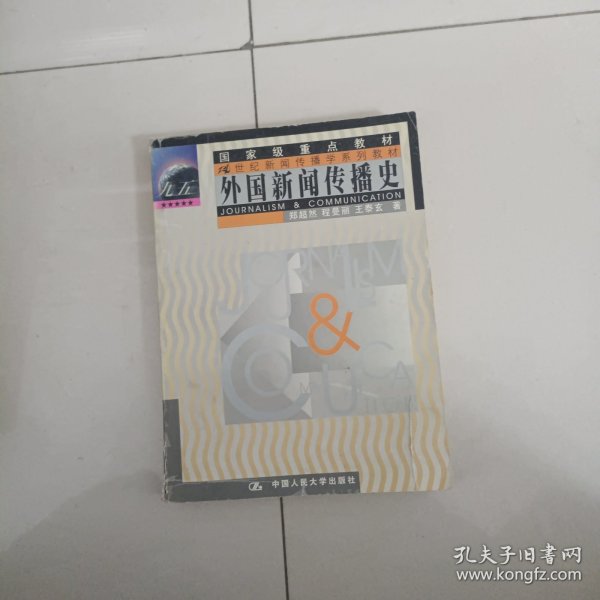 国家级重点教材
21世纪新闻传播学系列教材
九五
★★★★★
外国新闻传播史
JOURNALISM & COMMUNICATION
郑超然 程曼丽 王泰玄 著
&
中国人民大学出版社
孔夫子旧书网
www.kongfz.com